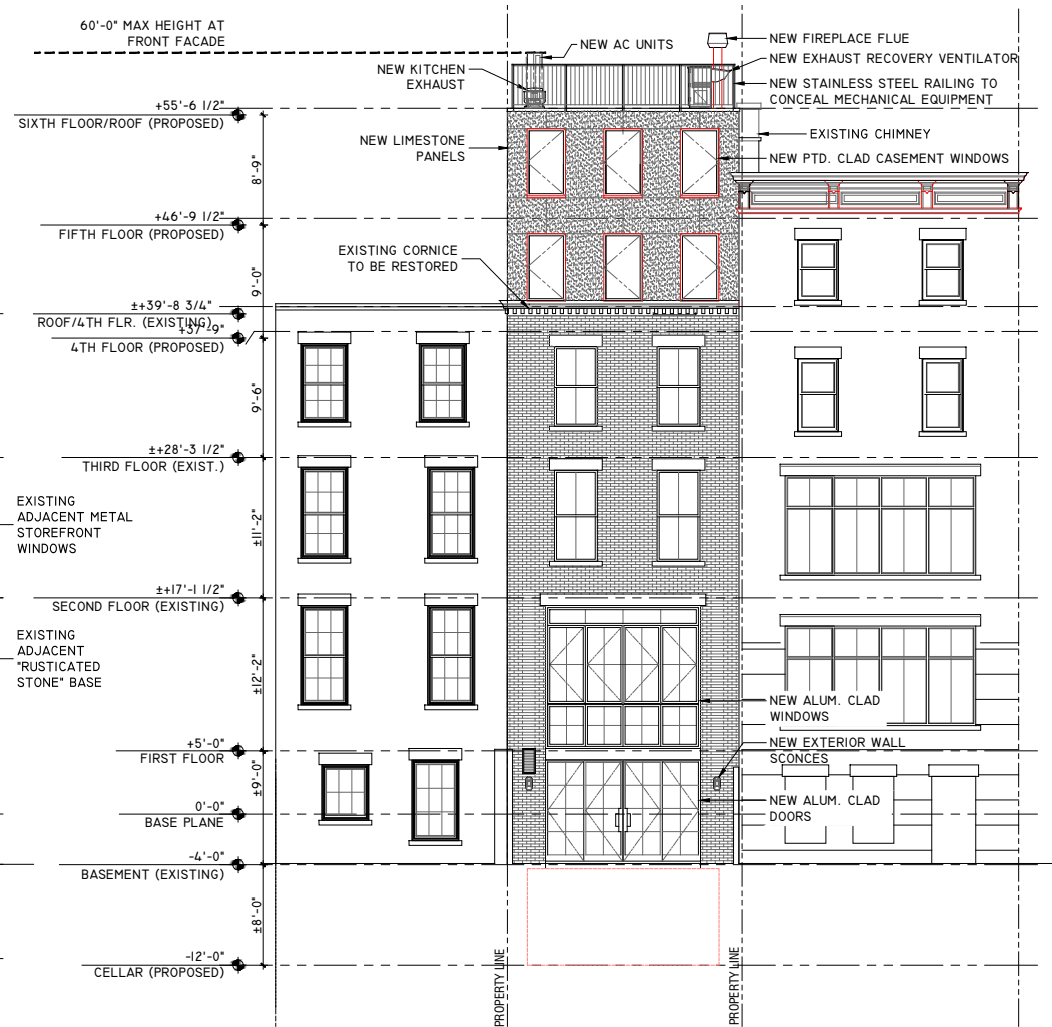 60'-0" MAX HEIGHT AT
FRONT FACADE
NEW AC UNITS
NEW FIREPLACE FLUE
NEW EXHAUST RECOVERY VENTILATOR
NEW KITCHEN
EXHAUST
NEW STAINSLESS STEEL RAILING TO
CONCEAL MECHANICAL EQUIPMENT
+55'-6 1/2"
SIXTH FLOOR/ROOF (PROPOSED)
NEW LIMESTONE
PANELS
EXISTING CHIMNEY
NEW PTD. CLAD CASEMENT WINDOWS
8'-9"
+46'-9 1/2"
FIFTH FLOOR (PROPOSED)
EXISTING CORNICE
TO BE RESTORED
9'-0"
±+39'-8 3/4"
ROOF/4TH FLR. (EXISTING)
+37'-9"
4TH FLOOR (PROPOSED)
9'-6"
±+28'-3 1/2"
THIRD FLOOR (EXIST.)
EXISTING
ADJACENT METAL
STOREFRONT
WINDOWS
±11'-2"
±+17'-1 1/2"
SECOND FLOOR (EXISTING)
EXISTING
ADJACENT
"RUSTICATED
STONE" BASE
±12'-2"
NEW ALUM. CLAD
WINDOWS
+5'-0"
FIRST FLOOR
NEW EXTERIOR WALL
SCONCES
±9'-0"
0'-0"
BASE PLANE
NEW ALUM. CLAD
DOORS
-4'-0"
BASEMENT (EXISTING)
±8'-0"
-12'-0"
CELLAR (PROPOSED)
PROPERTY LINE
PROPERTY LINE